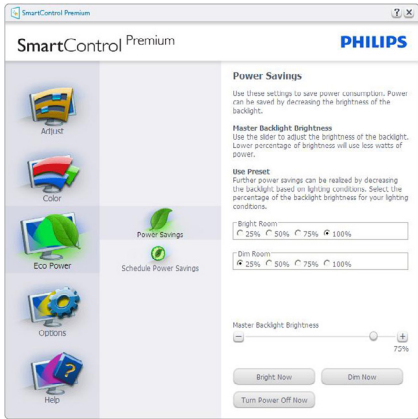 SmartControl Premium
SmartControl Premium
PHILIPS
Adjust
Color
Eco Power
Options
Help
Power Savings
Schedule Power Savings
Power Savings
Use these settings to save power consumption. Power
can be saved by decreasing the brightness of the
backlight.
Master Backlight Brightness
Use the slider to adjust the brightness of the backlight.
Lower percentage of brightness will use less watts of
power.
Use Preset
Further power savings can be realized by decreasing
the backlight based on lighting conditions. Select the
percentage of the backlight brightness for your lighting
conditions.
Bright Room
25% 50% 75% 100%
Dim Room
25% 50% 75% 100%
Master Backlight Brightness
75%
Bright Now Dim Now
Turn Power Off Now